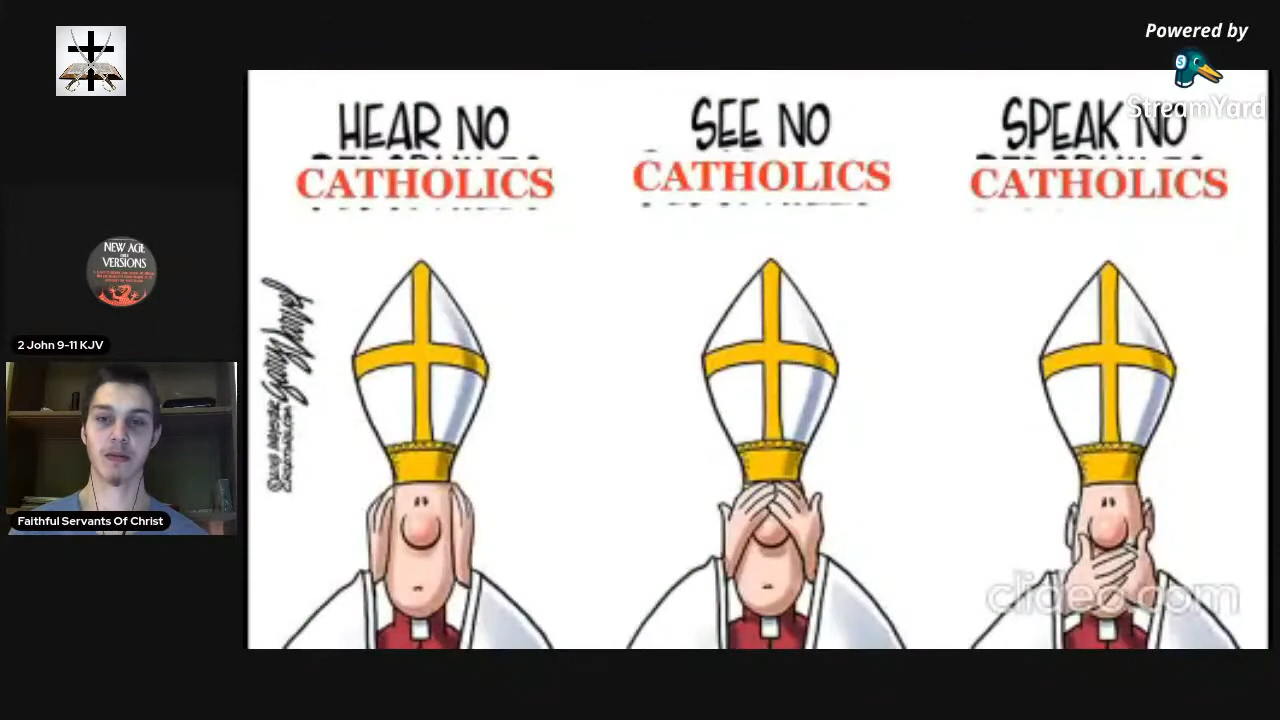 Powered by
StreamYard
HEAR NO
CATHOLICS
SEE NO
CATHOLICS
SPEAK NO
CATHOLICS
NEW AGE
VERSIONS
2 John 9-11 KJV
Faithful Servants Of Christ
clideo.com